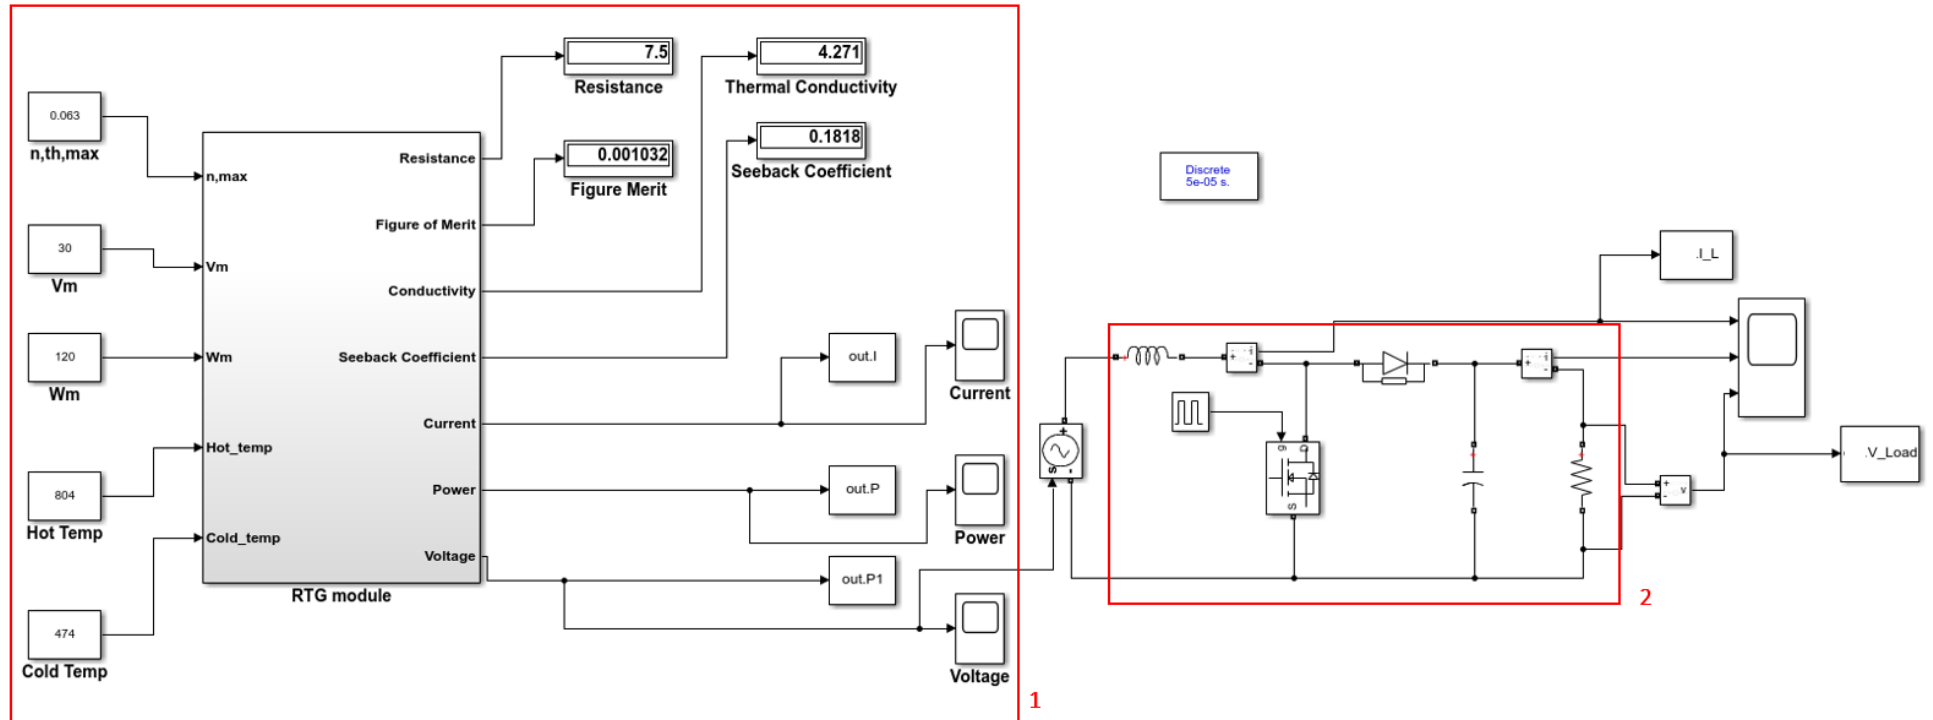 7.5
Resistance
4.271
Thermal Conductivity
0.063
n,th,max
0.001032
Figure Merit
0.1818
Seeback Coefficient
30
Vm
120
Wm
804
Hot Temp
474
Cold Temp
n,max
Vm
Wm
Hot_temp
Cold_temp
Resistance
Figure of Merit
Conductivity
Seeback Coefficient
Current
Power
Voltage
RTG module
out.I
Current
out.P
Power
out.P1
Voltage
1
Discrete
5e-05 s.
.I_L
+
i
-
+
i
-
+
s
-
g
D
S
+
-
v
.V_Load
2